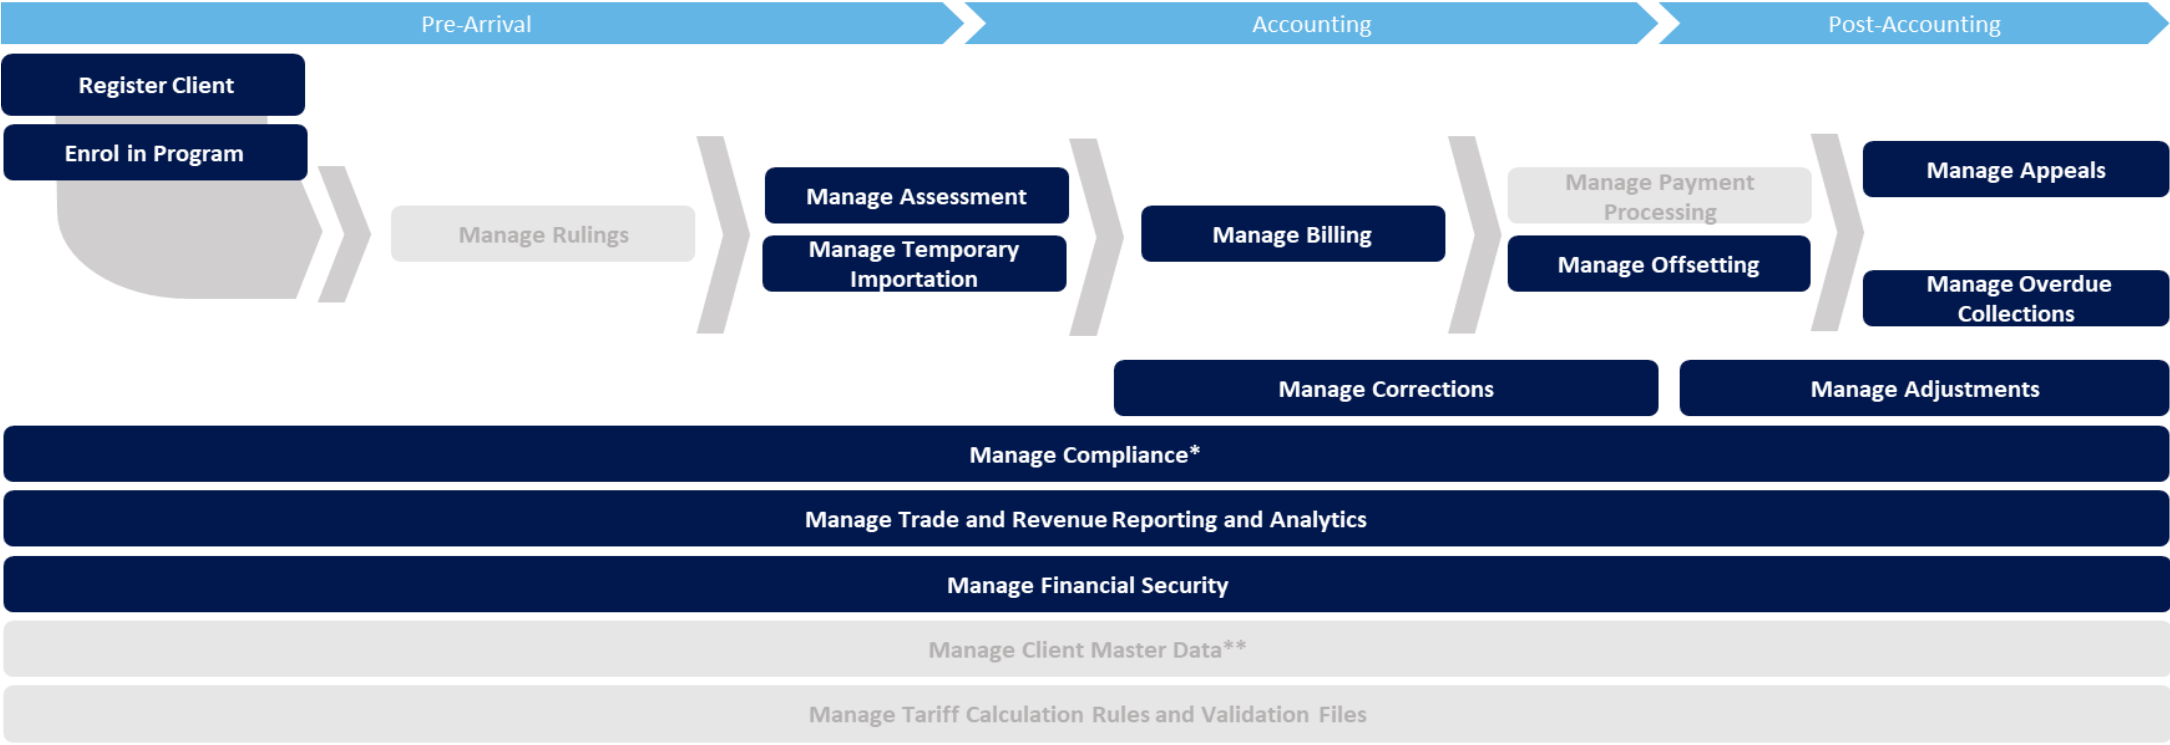 Pre-Arrival
Accounting
Post-Accounting
Register Client
Enrol in Program
Manage Rulings
Manage Assessment
Manage Temporary
Importation
Manage Billing
Manage Payment
Processing
Manage Offsetting
Manage Appeals
Manage Overdue
Collections
Manage Corrections
Manage Adjustments
Manage Compliance*
Manage Trade and Revenue Reporting and Analytics
Manage Financial Security
Manage Client Master Data**
Manage Tariff Calculation Rules and Validation Files